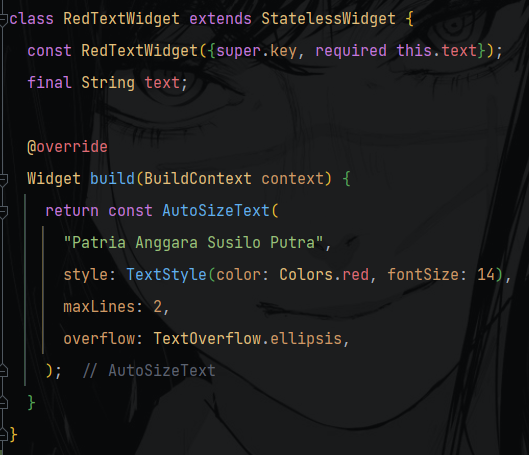 class RedTextWidget extends StatelessWidget {
const RedTextWidget({super.key, required this.text});
final String text;
@override
Widget build(BuildContext context) {
return const AutoSizeText(
"Patria Anggara Susilo Putra",
style: TextStyle(color: Colors.red, fontSize: 14),
maxLines: 2,
overflow: TextOverflow.ellipsis,
); // AutoSizeText
}
}